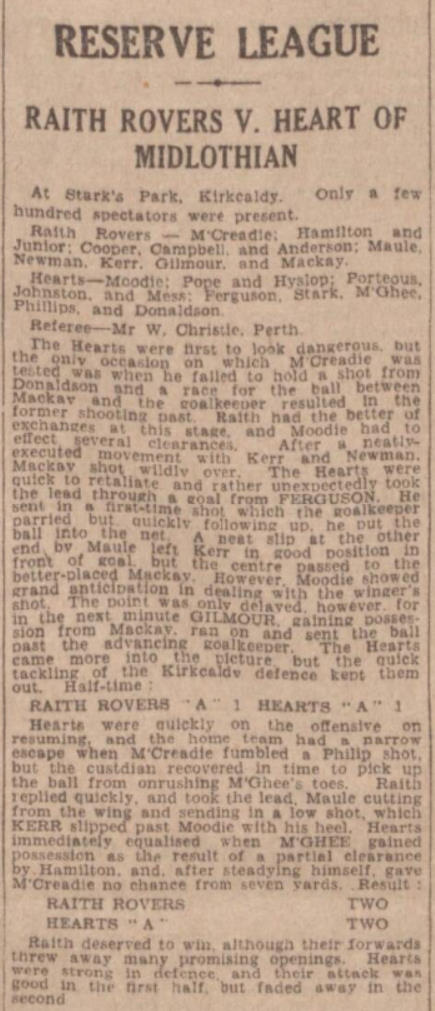 RESERVE LEAGUE
RAITH ROVERS V. HEART OF
MIDLOTHIAN
At Stark's Park, Kirkcaldy. Only a few
hundred spectators were present.
Raith Rovers — M'Creadie; Hamilton and
Junior; Cooper, Campbell, and Anderson; Maule,
Newman, Kerr, Gilmour, and Mackay.
Hearts—Moodie; Pope and Hyslop; Porteous,
Johnston, and Mess; Ferguson, Stark, M'Ghee,
Phillips, and Donaldson.
Referee—Mr W. Christie, Perth.
The Hearts were first to look dangerous, but
the only occasion on which M'Creadie was
tested was when he failed to hold a shot from
Donaldson and a race for the ball between
Mackay and the goalkeeper resulted in the
former shooting past. Raith had the better of
exchanges at this stage, and Moodie had to
effect several clearances. After a neatly-
executed movement with Kerr and Newman,
Mackay shot wildly over. The Hearts were
quick to retaliate and rather unexpectedly took
the lead through a goal from FERGUSON. He
sent in a first-time shot which the goalkeeper
parried but quickly following up, he put the
ball into the net. A neat slip at the other
end by Maule left Kerr in good position in
front of goal, but the centre passed to the
better-placed Mackay. However, Moodie showed
grand anticipation in dealing with the winger's
shot. The point was only delayed, however, for
in the next minute GILMOUR, gaining posses-
sion from Mackay, ran on and sent the ball
past the advancing goalkeeper. The Hearts
came more into the picture, but the quick
tackling of the Kirkcaldy defence kept them
out. Half-time:
RAITH ROVERS "A" 1 HEARTS "A" 1
Hearts were quickly on the offensive on
resuming, and the home team had a narrow
escape when M'Creadie fumbled a Philip shot,
but the custdian recovered in time to pick up
the ball from onrushing M'Ghee's toes. Raith
replied quickly, and took the lead, Maule cutting
from the wing and sending in a low shot, which
KERR slipped past Moodie with his heel. Hearts
immediately equalised when M'GHEE gained
possession as the result of a partial clearance
by Hamilton, and, after steadying himself, gave
M'Creadie no chance from seven yards. Result:
RAITH ROVERS TWO
HEARTS "A" TWO
Raith deserved to win, although their forwards
threw away many promising openings. Hearts
were strong in defence, and their attack was
good in the first half, but faded away in the
second